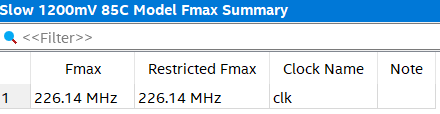 Slow 1200mV 85C Model Fmax Summary
<<Filter>>
Fmax Restricted Fmax Clock Name Note
1 226.14 MHz 226.14 MHz clk